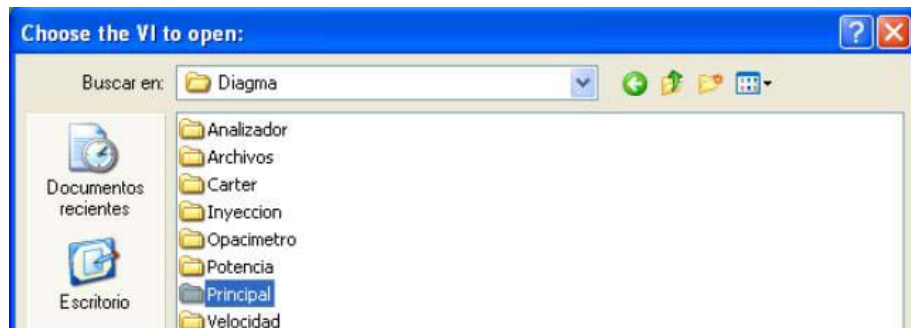 Choose the VI to open:
Buscar en: Diagma
Documentos recientes
Escritorio
Analizador
Archivos
Carter
Inyeccion
Opacimetro
Potencia
Principal
Velocidad